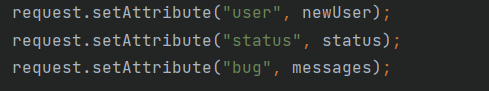 request.setAttribute("user", newUser);
request.setAttribute("status", status);
request.setAttribute("bug", messages);